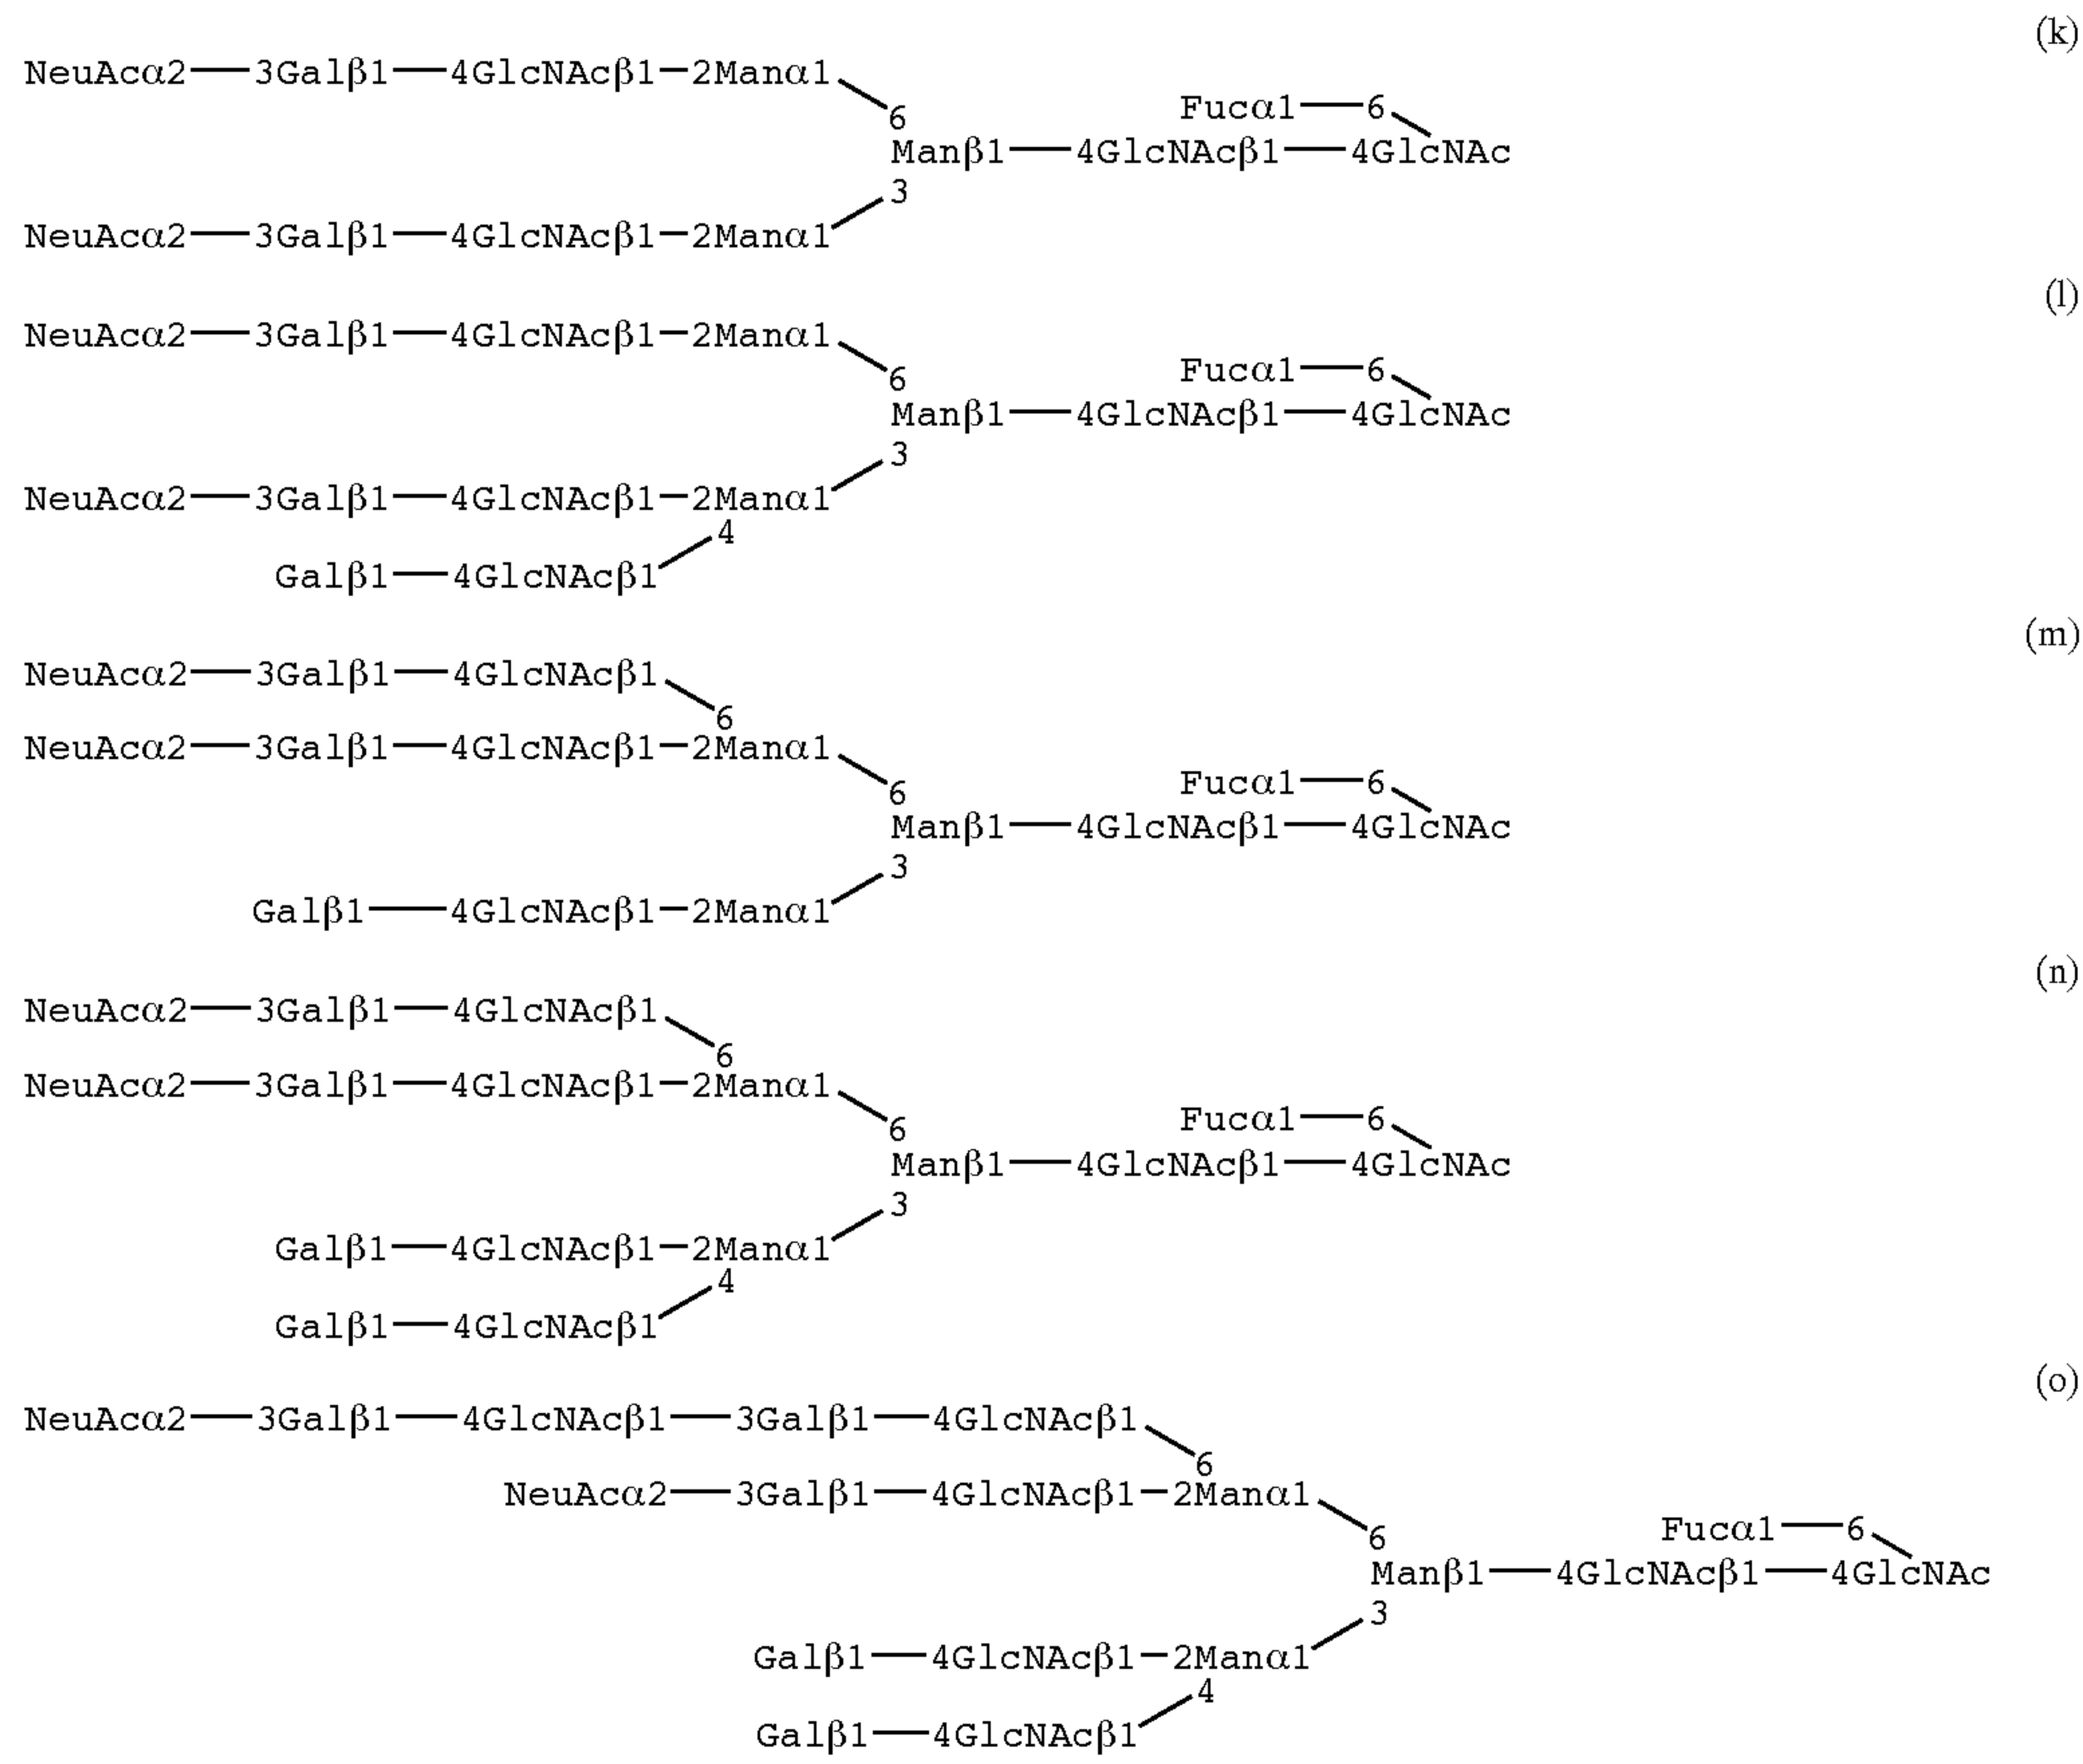 (k)
NeuAcα2—3Galβ1—4GlcNAcβ1—2Manα1
Fucα1—6
6
Manβ1—4GlcNAcβ1—4GlcNAc
3
NeuAcα2—3Galβ1—4GlcNAcβ1—2Manα1
(l)
NeuAcα2—3Galβ1—4GlcNAcβ1—2Manα1
Fucα1—6
6
Manβ1—4GlcNAcβ1—4GlcNAc
3
NeuAcα2—3Galβ1—4GlcNAcβ1—2Manα1
4
Galβ1—4GlcNAcβ1
(m)
NeuAcα2—3Galβ1—4GlcNAcβ1
6
NeuAcα2—3Galβ1—4GlcNAcβ1—2Manα1
Fucα1—6
6
Manβ1—4GlcNAcβ1—4GlcNAc
3
Galβ1—4GlcNAcβ1—2Manα1
(n)
NeuAcα2—3Galβ1—4GlcNAcβ1
6
NeuAcα2—3Galβ1—4GlcNAcβ1—2Manα1
Fucα1—6
6
Manβ1—4GlcNAcβ1—4GlcNAc
3
Galβ1—4GlcNAcβ1—2Manα1
4
Galβ1—4GlcNAcβ1
(o)
NeuAcα2—3Galβ1—4GlcNAcβ1—3Galβ1—4GlcNAcβ1
6
NeuAcα2—3Galβ1—4GlcNAcβ1—2Manα1
Fucα1—6
6
Manβ1—4GlcNAcβ1—4GlcNAc
3
Galβ1—4GlcNAcβ1—2Manα1
4
Galβ1—4GlcNAcβ1